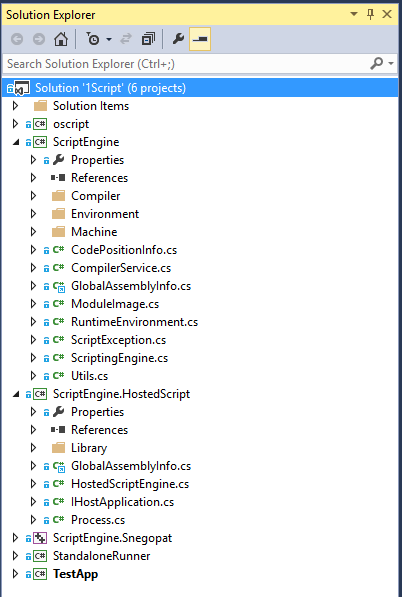 Solution Explorer
Search Solution Explorer (Ctrl+;)
Solution '1Script' (6 projects)
Solution Items
C# oscript
C# ScriptEngine
Properties
References
Compiler
Environment
Machine
C# CodePositionInfo.cs
C# CompilerService.cs
C# GlobalAssemblyInfo.cs
C# ModuleImage.cs
C# RuntimeEnvironment.cs
C# ScriptException.cs
C# ScriptingEngine.cs
C# Utils.cs
C# ScriptEngine.HostedScript
Properties
References
Library
C# GlobalAssemblyInfo.cs
C# HostedScriptEngine.cs
C# IHostApplication.cs
C# Process.cs
ScriptEngine.Snegopat
C# StandaloneRunner
C# TestApp